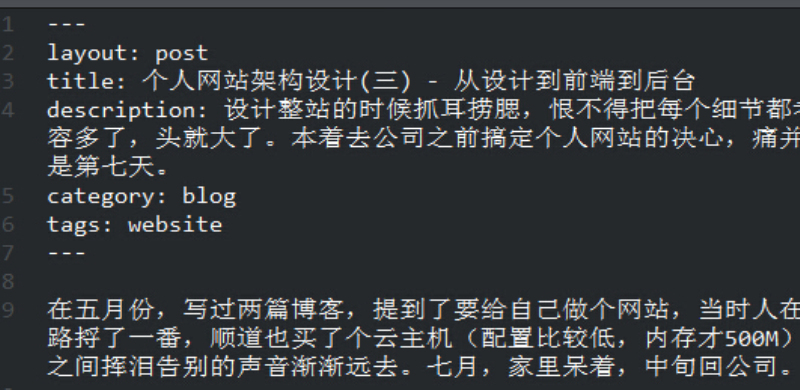 1 ---
2 layout: post
3 title: 个人网站架构设计(三) - 从设计到前端到后台
4 description: 设计整站的时候抓耳捞腮，恨不得把每个细节都
容多了，头就大了。本着去公司之前搞定个人网站的决心，痛并
是第七天。
5 category: blog
6 tags: website
7 ---
8
9 在五月份，写过两篇博客，提到了要给自己做个网站，当时人在
路捋了一番，顺道也买了个云主机（配置比较低，内存才500M）
之间挥泪告别的声音渐渐远去。七月，家里呆着，中旬回公司。